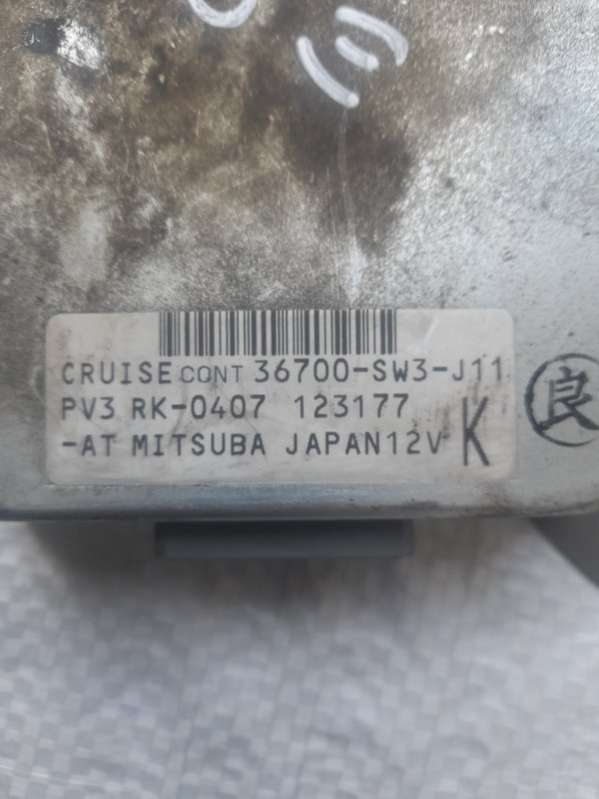 CRUISE CONT 36700-SW3-J11
PV3 RK-0407 123177
-AT MITSUBA JAPAN12V K
良